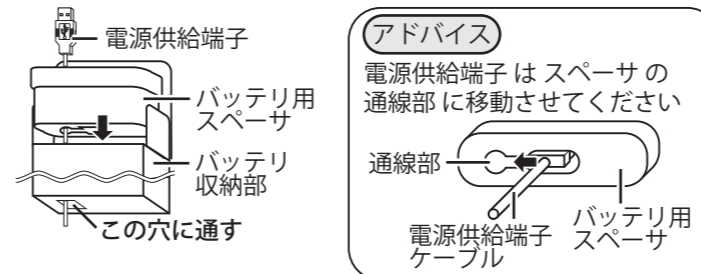 電源供給端子
バッテリ用
スペーサ
バッテリ
収納部
この穴に通す
アドバイス
電源供給端子 は スペーサ の
通線部 に移動させてください
通線部
電源供給端子
ケーブル
バッテリ用
スペーサ